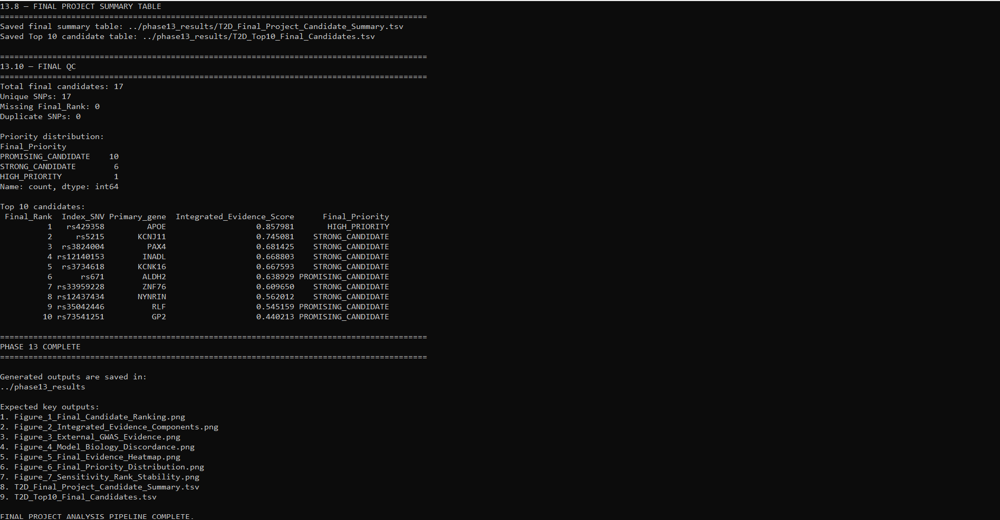 13.8 — FINAL PROJECT SUMMARY TABLE
==========================================================================================
Saved final summary table: ../phase13_results/T2D_Final_Project_Candidate_Summary.tsv
Saved Top 10 candidate table: ../phase13_results/T2D_Top10_Final_Candidates.tsv

==========================================================================================
13.10 — FINAL QC
==========================================================================================
Total final candidates: 17
Unique SNPs: 17
Missing Final_Rank: 0
Duplicate SNPs: 0

Priority distribution:
Final_Priority
PROMISING_CANDIDATE    10
STRONG_CANDIDATE        6
HIGH_PRIORITY           1
Name: count, dtype: int64

Top 10 candidates:
 Final_Rank  Index_SNV Primary_gene  Integrated_Evidence_Score      Final_Priority
          1   rs429358         APOE                   0.857981       HIGH_PRIORITY
          2     rs5215       KCNJ11                   0.745081    STRONG_CANDIDATE
          3  rs3824004         PAX4                   0.681425    STRONG_CANDIDATE
          4 rs12140153        INADL                   0.668803    STRONG_CANDIDATE
          5  rs3734618       KCNK16                   0.667593    STRONG_CANDIDATE
          6      rs671        ALDH2                   0.638929 PROMISING_CANDIDATE
          7 rs33959228        ZNF76                   0.609650    STRONG_CANDIDATE
          8 rs12437434       NYNRIN                   0.562012    STRONG_CANDIDATE
          9 rs35042446          RLF                   0.545159 PROMISING_CANDIDATE
         10 rs73541251          GP2                   0.440213 PROMISING_CANDIDATE

==========================================================================================
PHASE 13 COMPLETE
==========================================================================================

Generated outputs are saved in:
../phase13_results

Expected key outputs:
1. Figure_1_Final_Candidate_Ranking.png
2. Figure_2_Integrated_Evidence_Components.png
3. Figure_3_External_GWAS_Evidence.png
4. Figure_4_Model_Biology_Discordance.png
5. Figure_5_Final_Evidence_Heatmap.png
6. Figure_6_Final_Priority_Distribution.png
7. Figure_7_Sensitivity_Rank_Stability.png
8. T2D_Final_Project_Candidate_Summary.tsv
9. T2D_Top10_Final_Candidates.tsv

FINAL PROJECT ANALYSIS PIPELINE COMPLETE.